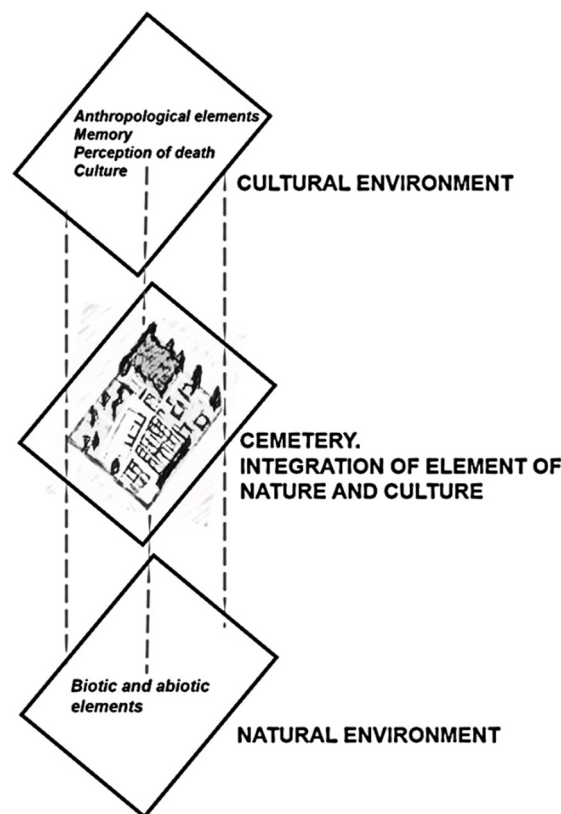 Anthropological elements
Memory
Perception of death
Culture
CULTURAL ENVIRONMENT
CEMETERY.
INTEGRATION OF ELEMENT OF
NATURE AND CULTURE
Biotic and abiotic
elements
NATURAL ENVIRONMENT